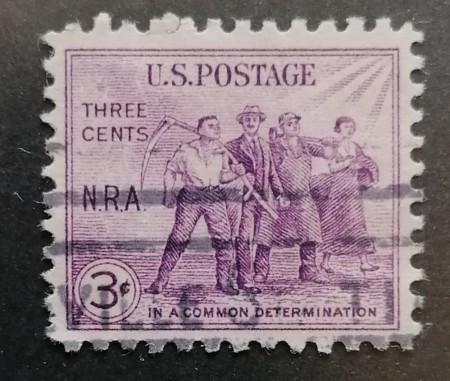 U.S.POSTAGE
THREE
CENTS
N.R.A.
3¢
IN A COMMON DETERMINATION